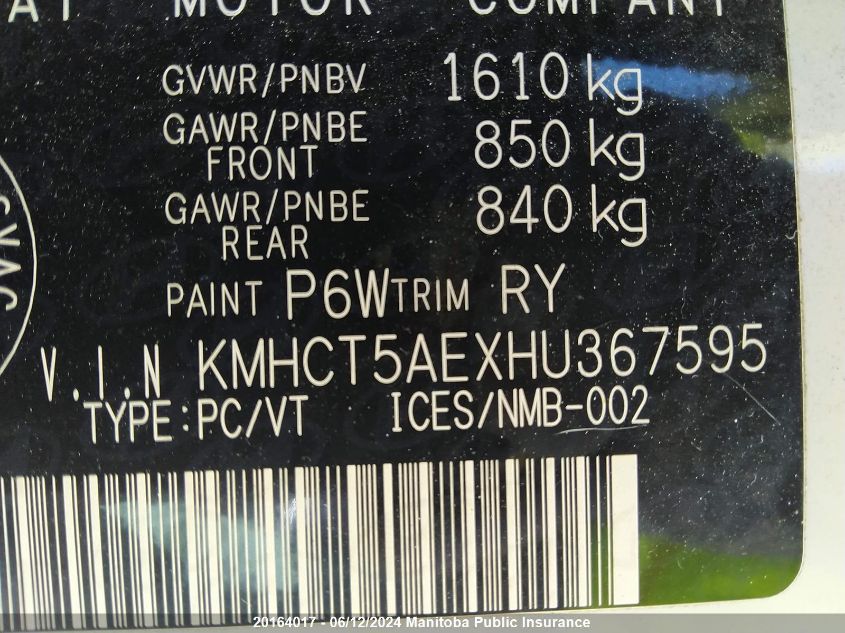 MOTOR COMPANY
GVWR/PNBV 1610 kg
GAWR/PNBE FRONT 850 kg
GAWR/PNBE REAR 840 kg
PAINT P6W TRIM RY
V.I.N KMHCT5AEXHU367595
TYPE:PC/VT ICES/NMB-002
CVAC
20164017 - 06/12/2024 Manitoba Public Insurance